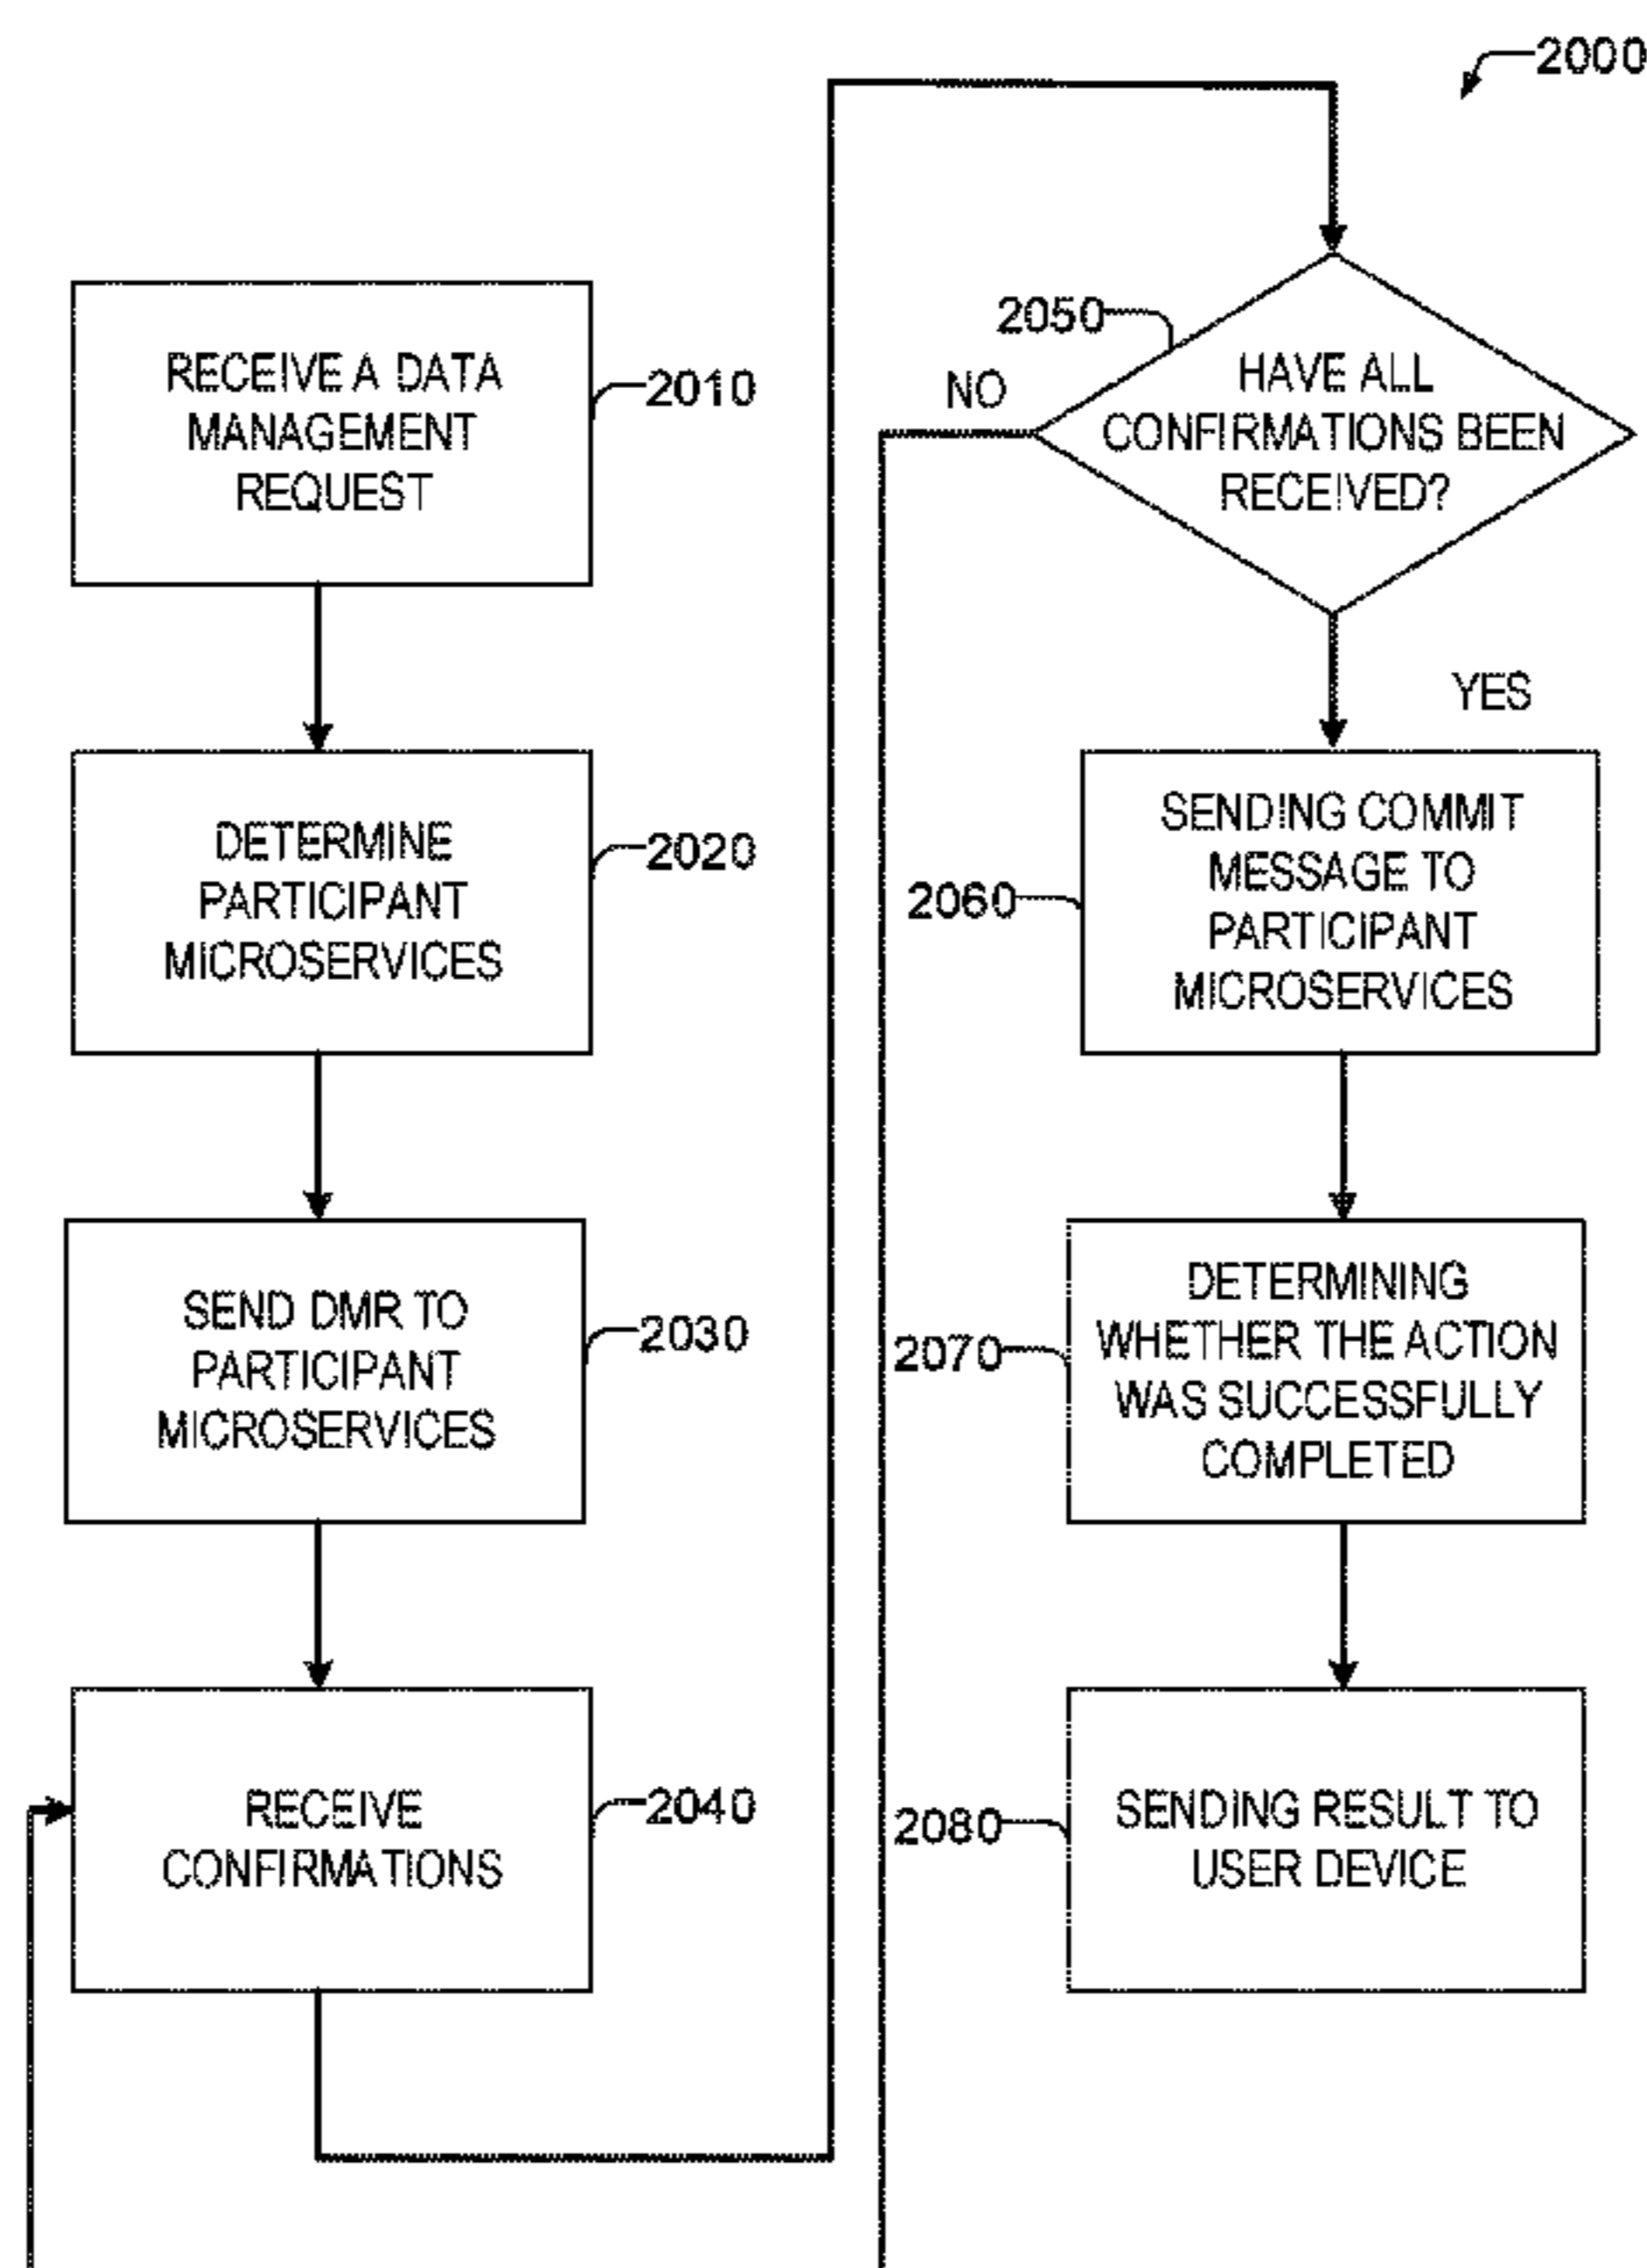 2000
RECEIVE A DATA
MANAGEMENT
REQUEST
2010
DETERMINE
PARTICIPANT
MICROSERVICES
2020
SEND DMR TO
PARTICIPANT
MICROSERVICES
2030
RECEIVE
CONFIRMATIONS
2040
2050
NO
HAVE ALL
CONFIRMATIONS BEEN
RECEIVED?
YES
2060
SENDING COMMIT
MESSAGE TO
PARTICIPANT
MICROSERVICES
2070
DETERMINING
WHETHER THE ACTION
WAS SUCCESSFULLY
COMPLETED
2080
SENDING RESULT TO
USER DEVICE